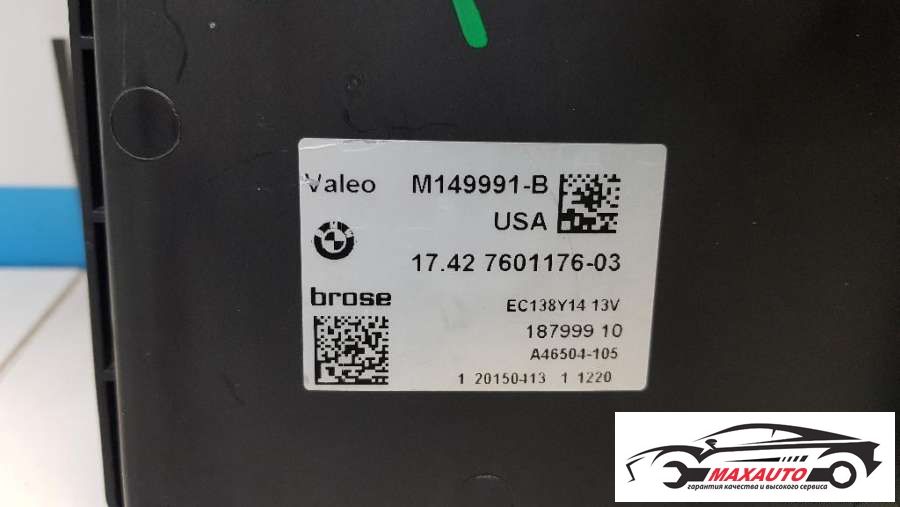 Valeo M149991-B
USA
17.42 7601176-03
brose
EC138Y14 13V
187999 10
A46504-105
1 20150413 1 1220
MAXAUTO
гарантия качества и высокого сервиса